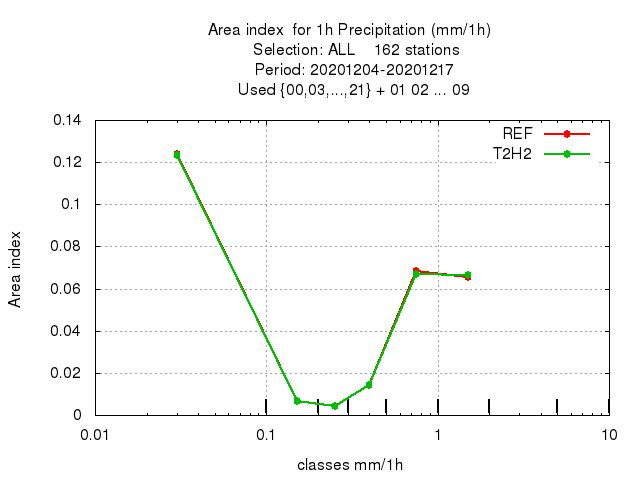 Area index  for 1h Precipitation (mm/1h)
Selection: ALL    162 stations
Period: 20201204-20201217
Used {00,03,...,21} + 01 02 ... 09
REF
T2H2
0.14
0.12
0.1
0.08
0.06
0.04
0.02
0
Area index
0.01
0.1
1
10
classes mm/1h